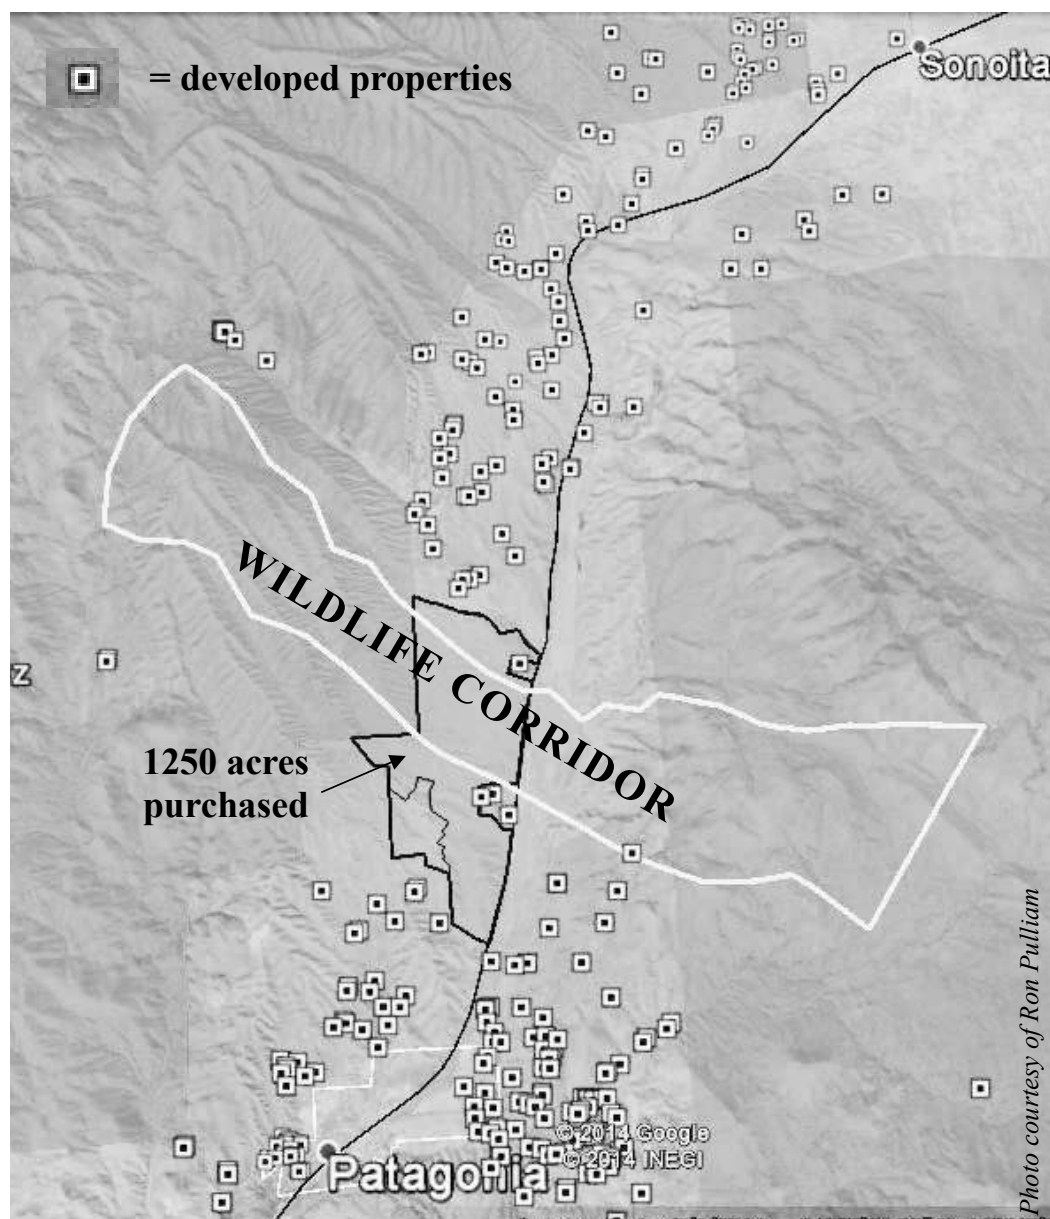 = developed properties
Sonoita
WILDLIFE CORRIDOR
z
1250 acres
purchased
© 2014 Google
© 2014 INEGI
Patagonia
Photo courtesy of Ron Pulliam